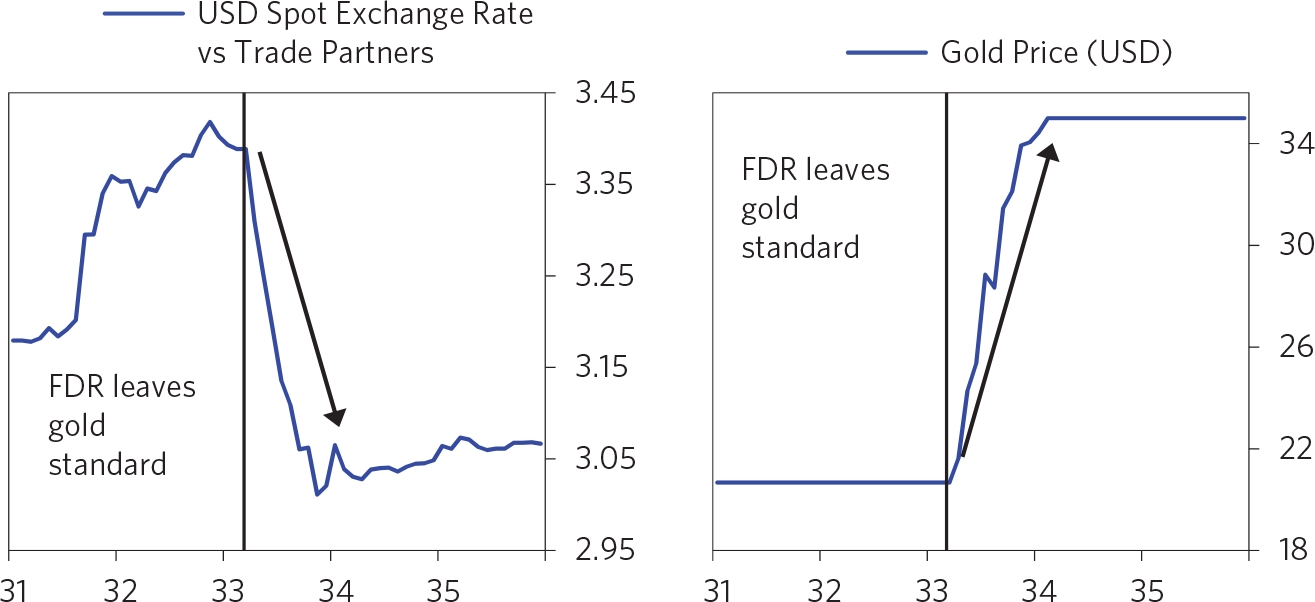 USD Spot Exchange Rate
vs Trade Partners
3.45
3.35
3.25
3.15
3.05
2.95
FDR leaves
gold
standard
31 32 33 34 35
Gold Price (USD)
FDR leaves
gold
standard
34
30
26
22
18
31 32 33 34 35